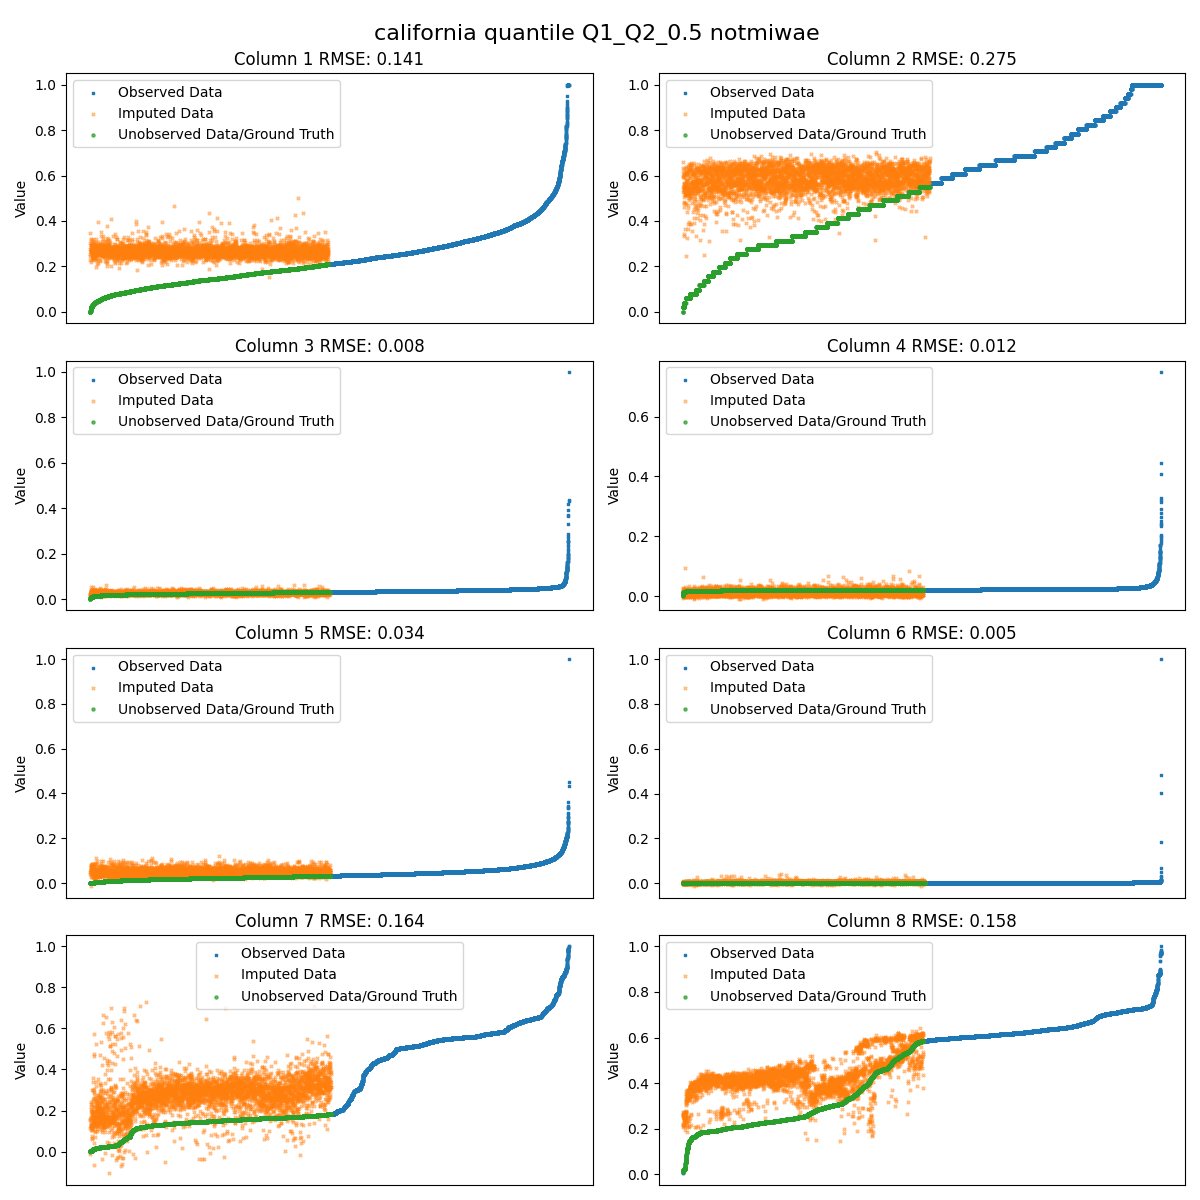 california quantile Q1_Q2_0.5 notmiwae
Column 1 RMSE: 0.141
1.0
0.8
0.6
0.4
0.2
0.0
Value
Observed Data
Imputed Data
Unobserved Data/Ground Truth
Column 2 RMSE: 0.275
1.0
0.8
0.6
0.4
0.2
0.0
Value
Observed Data
Imputed Data
Unobserved Data/Ground Truth
Column 3 RMSE: 0.008
1.0
0.8
0.6
0.4
0.2
0.0
Value
Observed Data
Imputed Data
Unobserved Data/Ground Truth
Column 4 RMSE: 0.012
0.6
0.4
0.2
0.0
Value
Observed Data
Imputed Data
Unobserved Data/Ground Truth
Column 5 RMSE: 0.034
1.0
0.8
0.6
0.4
0.2
0.0
Value
Observed Data
Imputed Data
Unobserved Data/Ground Truth
Column 6 RMSE: 0.005
1.0
0.8
0.6
0.4
0.2
0.0
Value
Observed Data
Imputed Data
Unobserved Data/Ground Truth
Column 7 RMSE: 0.164
1.0
0.8
0.6
0.4
0.2
0.0
Value
Observed Data
Imputed Data
Unobserved Data/Ground Truth
Column 8 RMSE: 0.158
1.0
0.8
0.6
0.4
0.2
0.0
Value
Observed Data
Imputed Data
Unobserved Data/Ground Truth